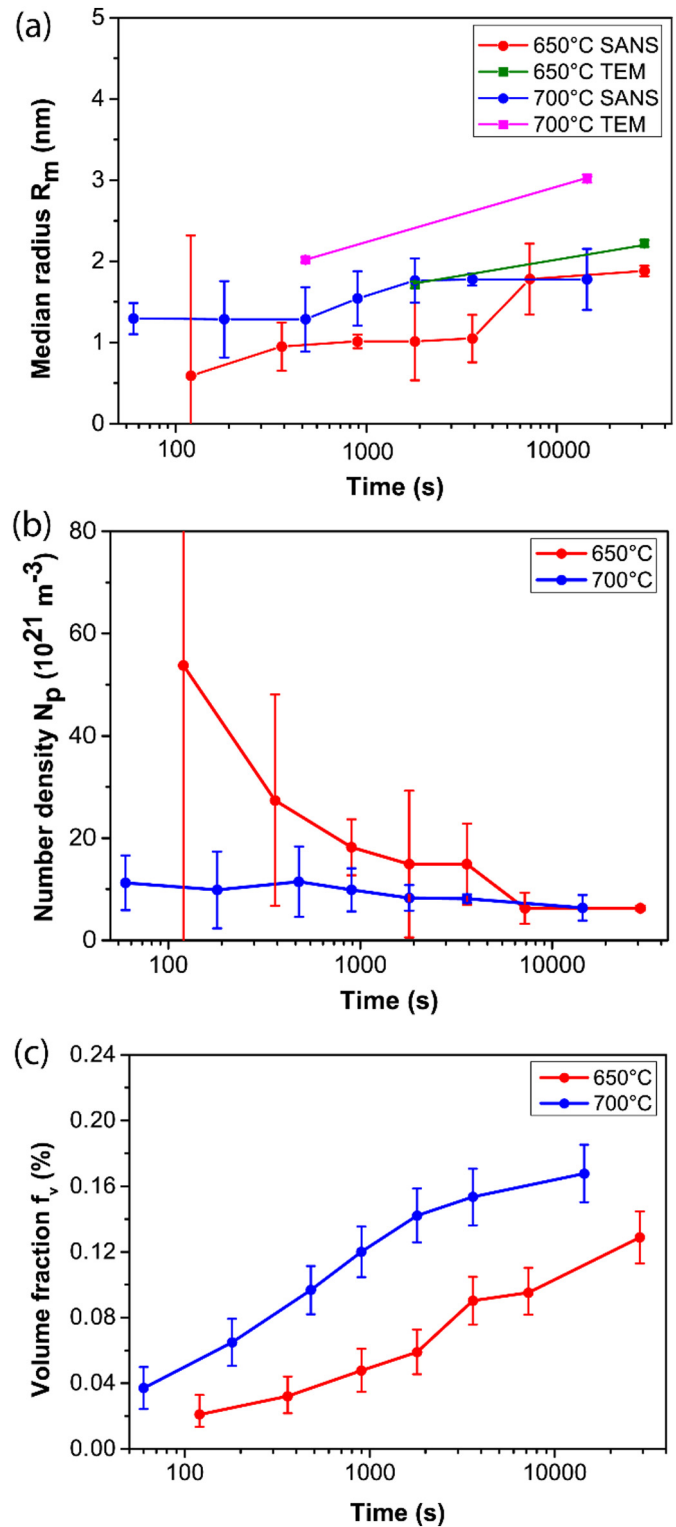 (a)
5
4
3
2
1
0
Median radius Rm (nm)
650°C SANS
650°C TEM
700°C SANS
700°C TEM
100
1000
10000
Time (s)
(b)
80
60
40
20
0
Number density Np (10²¹ m⁻³)
650°C
700°C
100
1000
10000
Time (s)
(c)
0.24
0.20
0.16
0.12
0.08
0.04
0.00
Volume fraction fv (%)
650°C
700°C
100
1000
10000
Time (s)